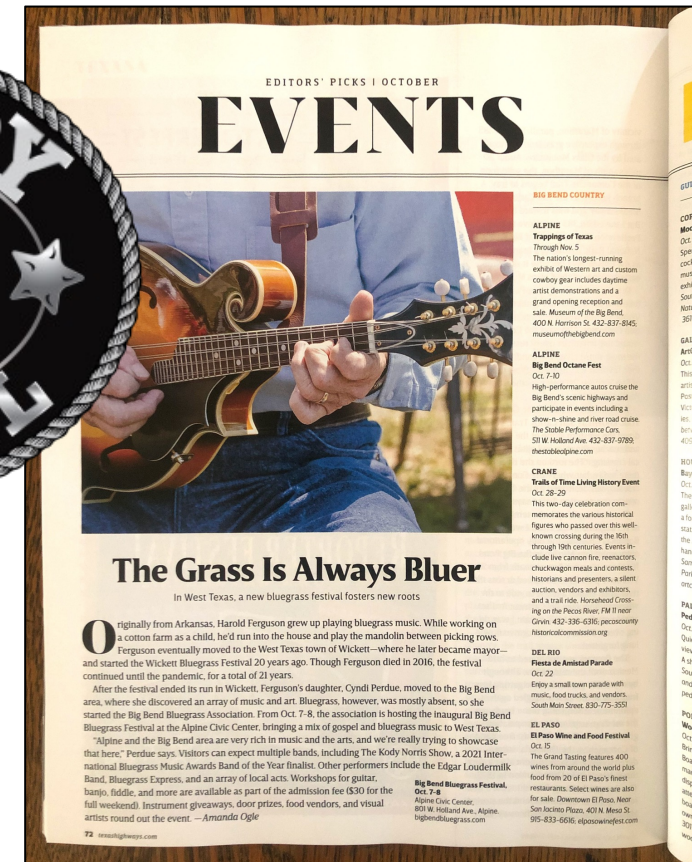 EDITORS' PICKS | OCTOBER
EVENTS
The Grass Is Always Bluer
In West Texas, a new bluegrass festival fosters new roots
Originally from Arkansas, Harold Ferguson grew up playing bluegrass music. While working on
a cotton farm as a child, he'd run into the house and play the mandolin between picking rows.
Ferguson eventually moved to the West Texas town of Wickett—where he later became mayor—
and started the Wickett Bluegrass Festival 20 years ago. Though Ferguson died in 2016, the festival
continued until the pandemic, for a total of 21 years.
After the festival ended its run in Wickett, Ferguson's daughter, Cyndi Perdue, moved to the Big Bend
area, where she discovered an array of music and art. Bluegrass, however, was mostly absent, so she
started the Big Bend Bluegrass Association. From Oct. 7-8, the association is hosting the inaugural Big Bend
Bluegrass Festival at the Alpine Civic Center, bringing a mix of gospel and bluegrass music to West Texas.
"Alpine and the Big Bend area are very rich in music and the arts, and we're really trying to showcase
that here," Perdue says. Visitors can expect multiple bands, including The Kody Norris Show, a 2021 Inter-
national Bluegrass Music Awards Band of the Year finalist. Other performers include the Edgar Loudermilk
Band, Bluegrass Express, and an array of local acts. Workshops for guitar,
banjo, fiddle, and more are available as part of the admission fee ($30 for the
full weekend). Instrument giveaways, door prizes, food vendors, and visual
artists round out the event. —Amanda Ogle
Big Bend Bluegrass Festival,
Oct. 7-8
Alpine Civic Center,
801 W. Holland Ave., Alpine.
bigbendbluegrass.com
72 texashighways.com
BIG BEND COUNTRY
ALPINE
Trappings of Texas
Through Nov. 5
The nation's longest-running
exhibit of Western art and custom
cowboy gear includes daytime
artist demonstrations and a
grand opening reception and
sale. Museum of the Big Bend,
400 N. Harrison St. 432-837-8145;
museumofthebigbend.com
ALPINE
Big Bend Octane Fest
Oct. 7-10
High-performance autos cruise the
Big Bend's scenic highways and
participate in events including a
show-n-shine and river road cruise.
The Stable Performance Cars,
511 W. Holland Ave. 432-837-9789;
thestablealpine.com
CRANE
Trails of Time Living History Event
Oct. 28-29
This two-day celebration com-
memorates the various historical
figures who passed over this well-
known crossing during the 16th
through 19th centuries. Events in-
clude live cannon fire, reenactors,
chuckwagon meals and contests,
historians and presenters, a silent
auction, vendors and exhibitors,
and a trail ride. Horsehead Cross-
ing on the Pecos River, FM 11 near
Girvin. 432-336-6316; pecoscounty
historicalcommission.org
DEL RIO
Fiesta de Amistad Parade
Oct. 22
Enjoy a small town parade with
music, food trucks, and vendors.
South Main Street. 830-775-3551
EL PASO
El Paso Wine and Food Festival
Oct. 15
The Grand Tasting features 400
wines from around the world plus
food from 20 of El Paso's finest
restaurants. Select wines are also
for sale. Downtown El Paso, Near
San Jacinto Plaza, 401 N. Mesa St.
915-833-6616; elpasowinefest.com